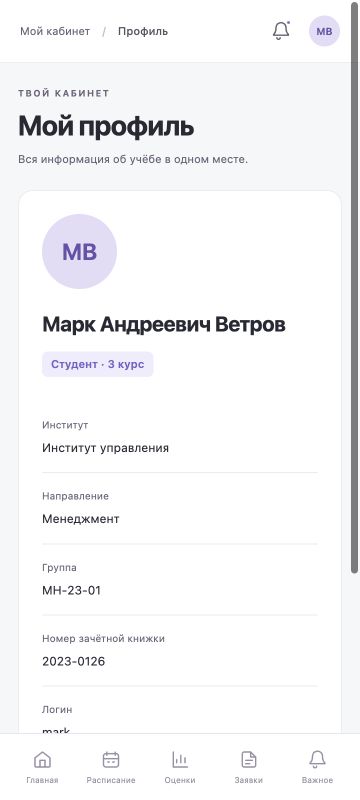 Мой кабинет / Профиль
МВ
ТВОЙ КАБИНЕТ
Мой профиль
Вся информация об учёбе в одном месте.
МВ
Марк Андреевич Ветров
Студент · 3 курс
Институт
Институт управления
Направление
Менеджмент
Группа
МН-23-01
Номер зачётной книжки
2023-0126
Логин
mark
Главная
Расписание
Оценки
Заявки
Важное